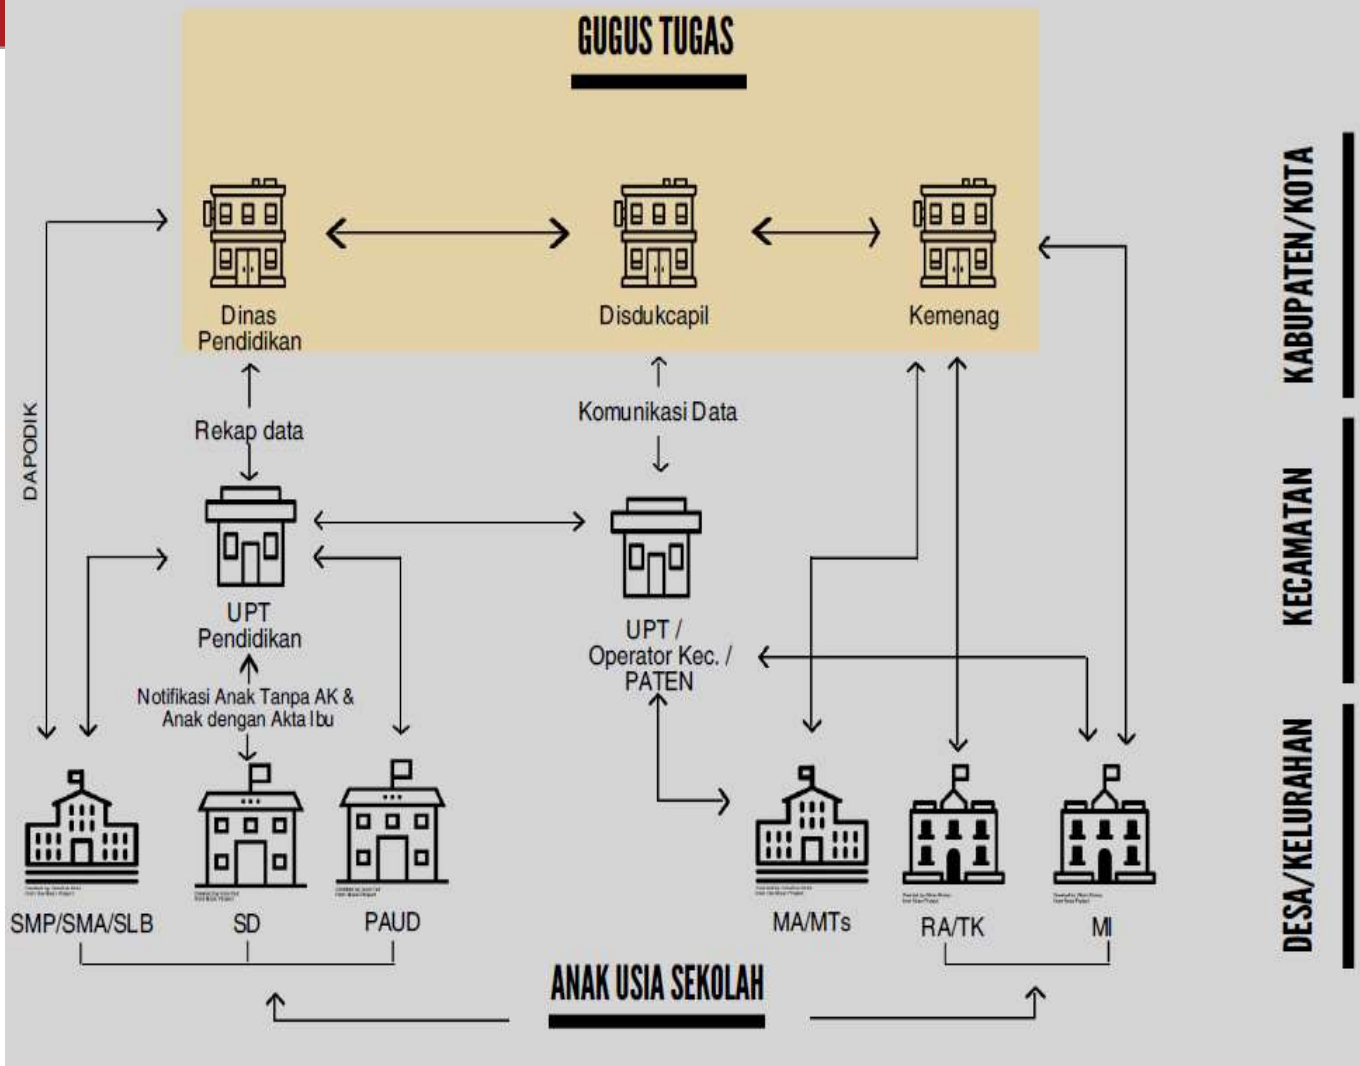 GUGUS TUGAS
Dinas
Pendidikan
Disdukcapil
Kemenag
KABUPATEN/KOTA
DAPODIK
Rekap data
Komunikasi Data
UPT
Pendidikan
UPT /
Operator Kec. /
PATEN
KECAMATAN
Notifikasi Anak Tanpa AK &
Anak dengan Akta Ibu
SMP/SMA/SLB
SD
PAUD
MA/MTs
RA/TK
MI
DESA/KELURAHAN
ANAK USIA SEKOLAH